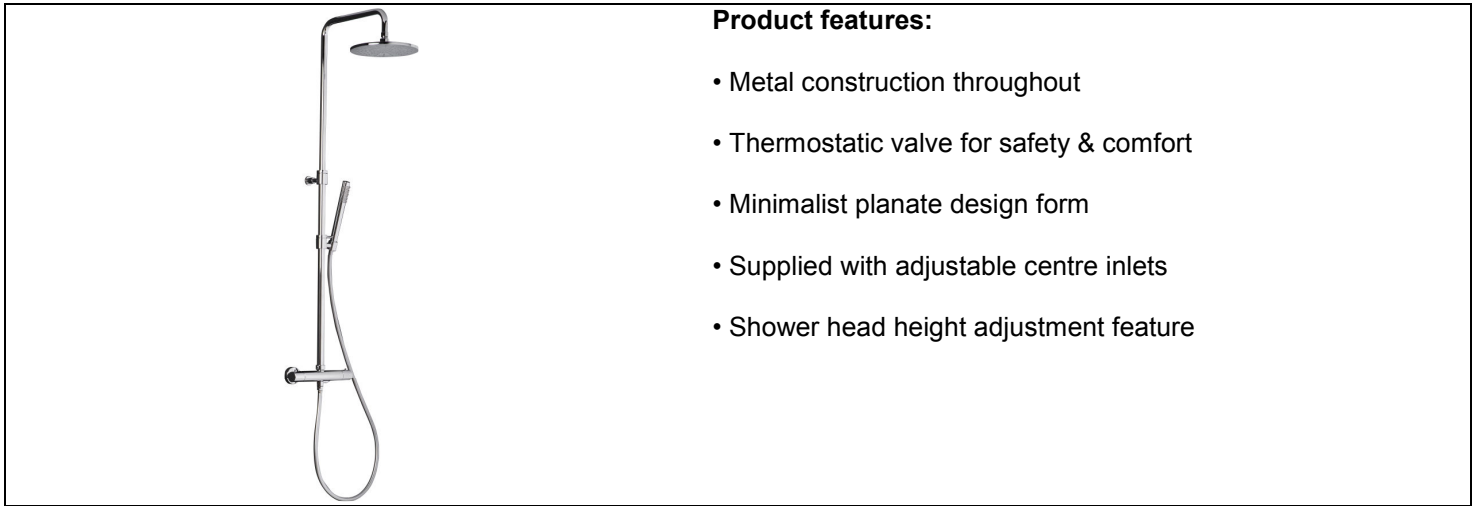 Product features:
• Metal construction throughout
• Thermostatic valve for safety & comfort
• Minimalist planate design form
• Supplied with adjustable centre inlets
• Shower head height adjustment feature